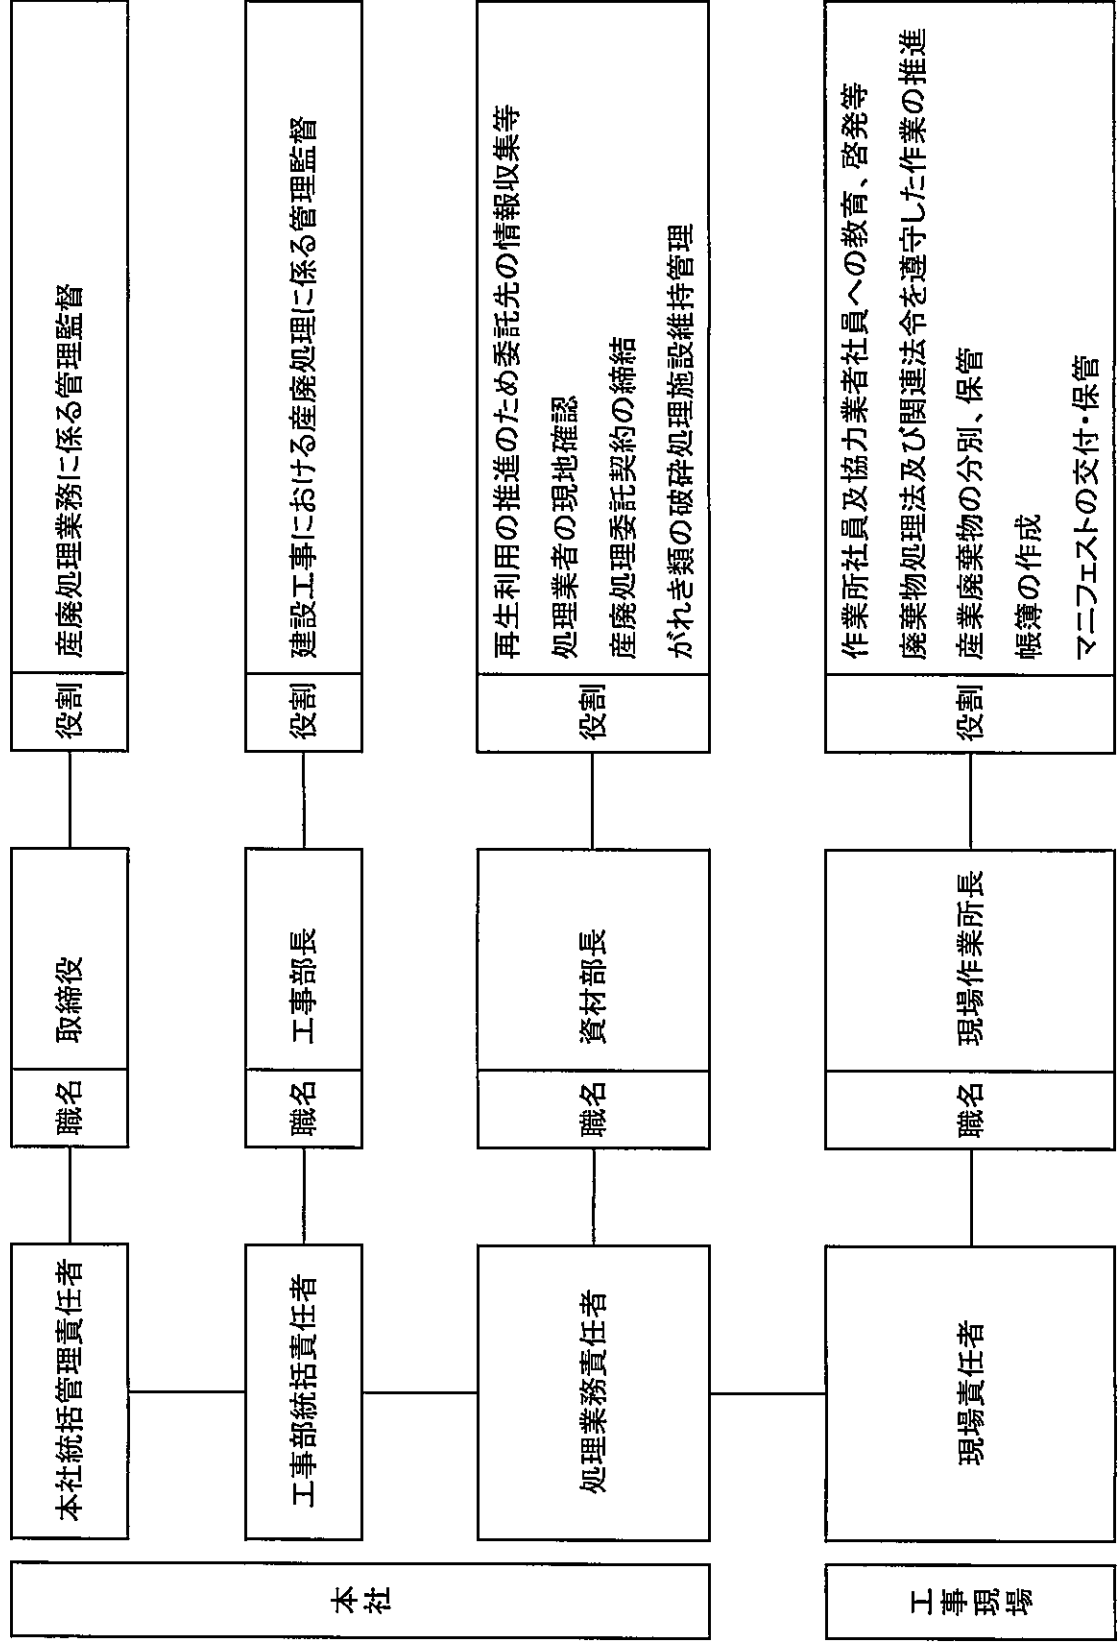 本社
本社統括管理責任者
職名
取締役
役割
産廃処理業務に係る管理監督
工事部統括責任者
職名
工事部長
役割
建設工事における産廃処理に係る管理監督
処理業務責任者
職名
資材部長
役割
再生利用の推進のため委託先の情報収集等
処理業者の現地確認
産廃処理委託契約の締結
がれき類の破砕処理施設維持管理
工事現場
現場責任者
職名
現場作業所長
役割
作業所社員及協力業者社員への教育、啓発等
廃棄物処理法及び関連法令を遵守した作業の推進
産業廃棄物の分別、保管
帳簿の作成
マニフェストの交付・保管